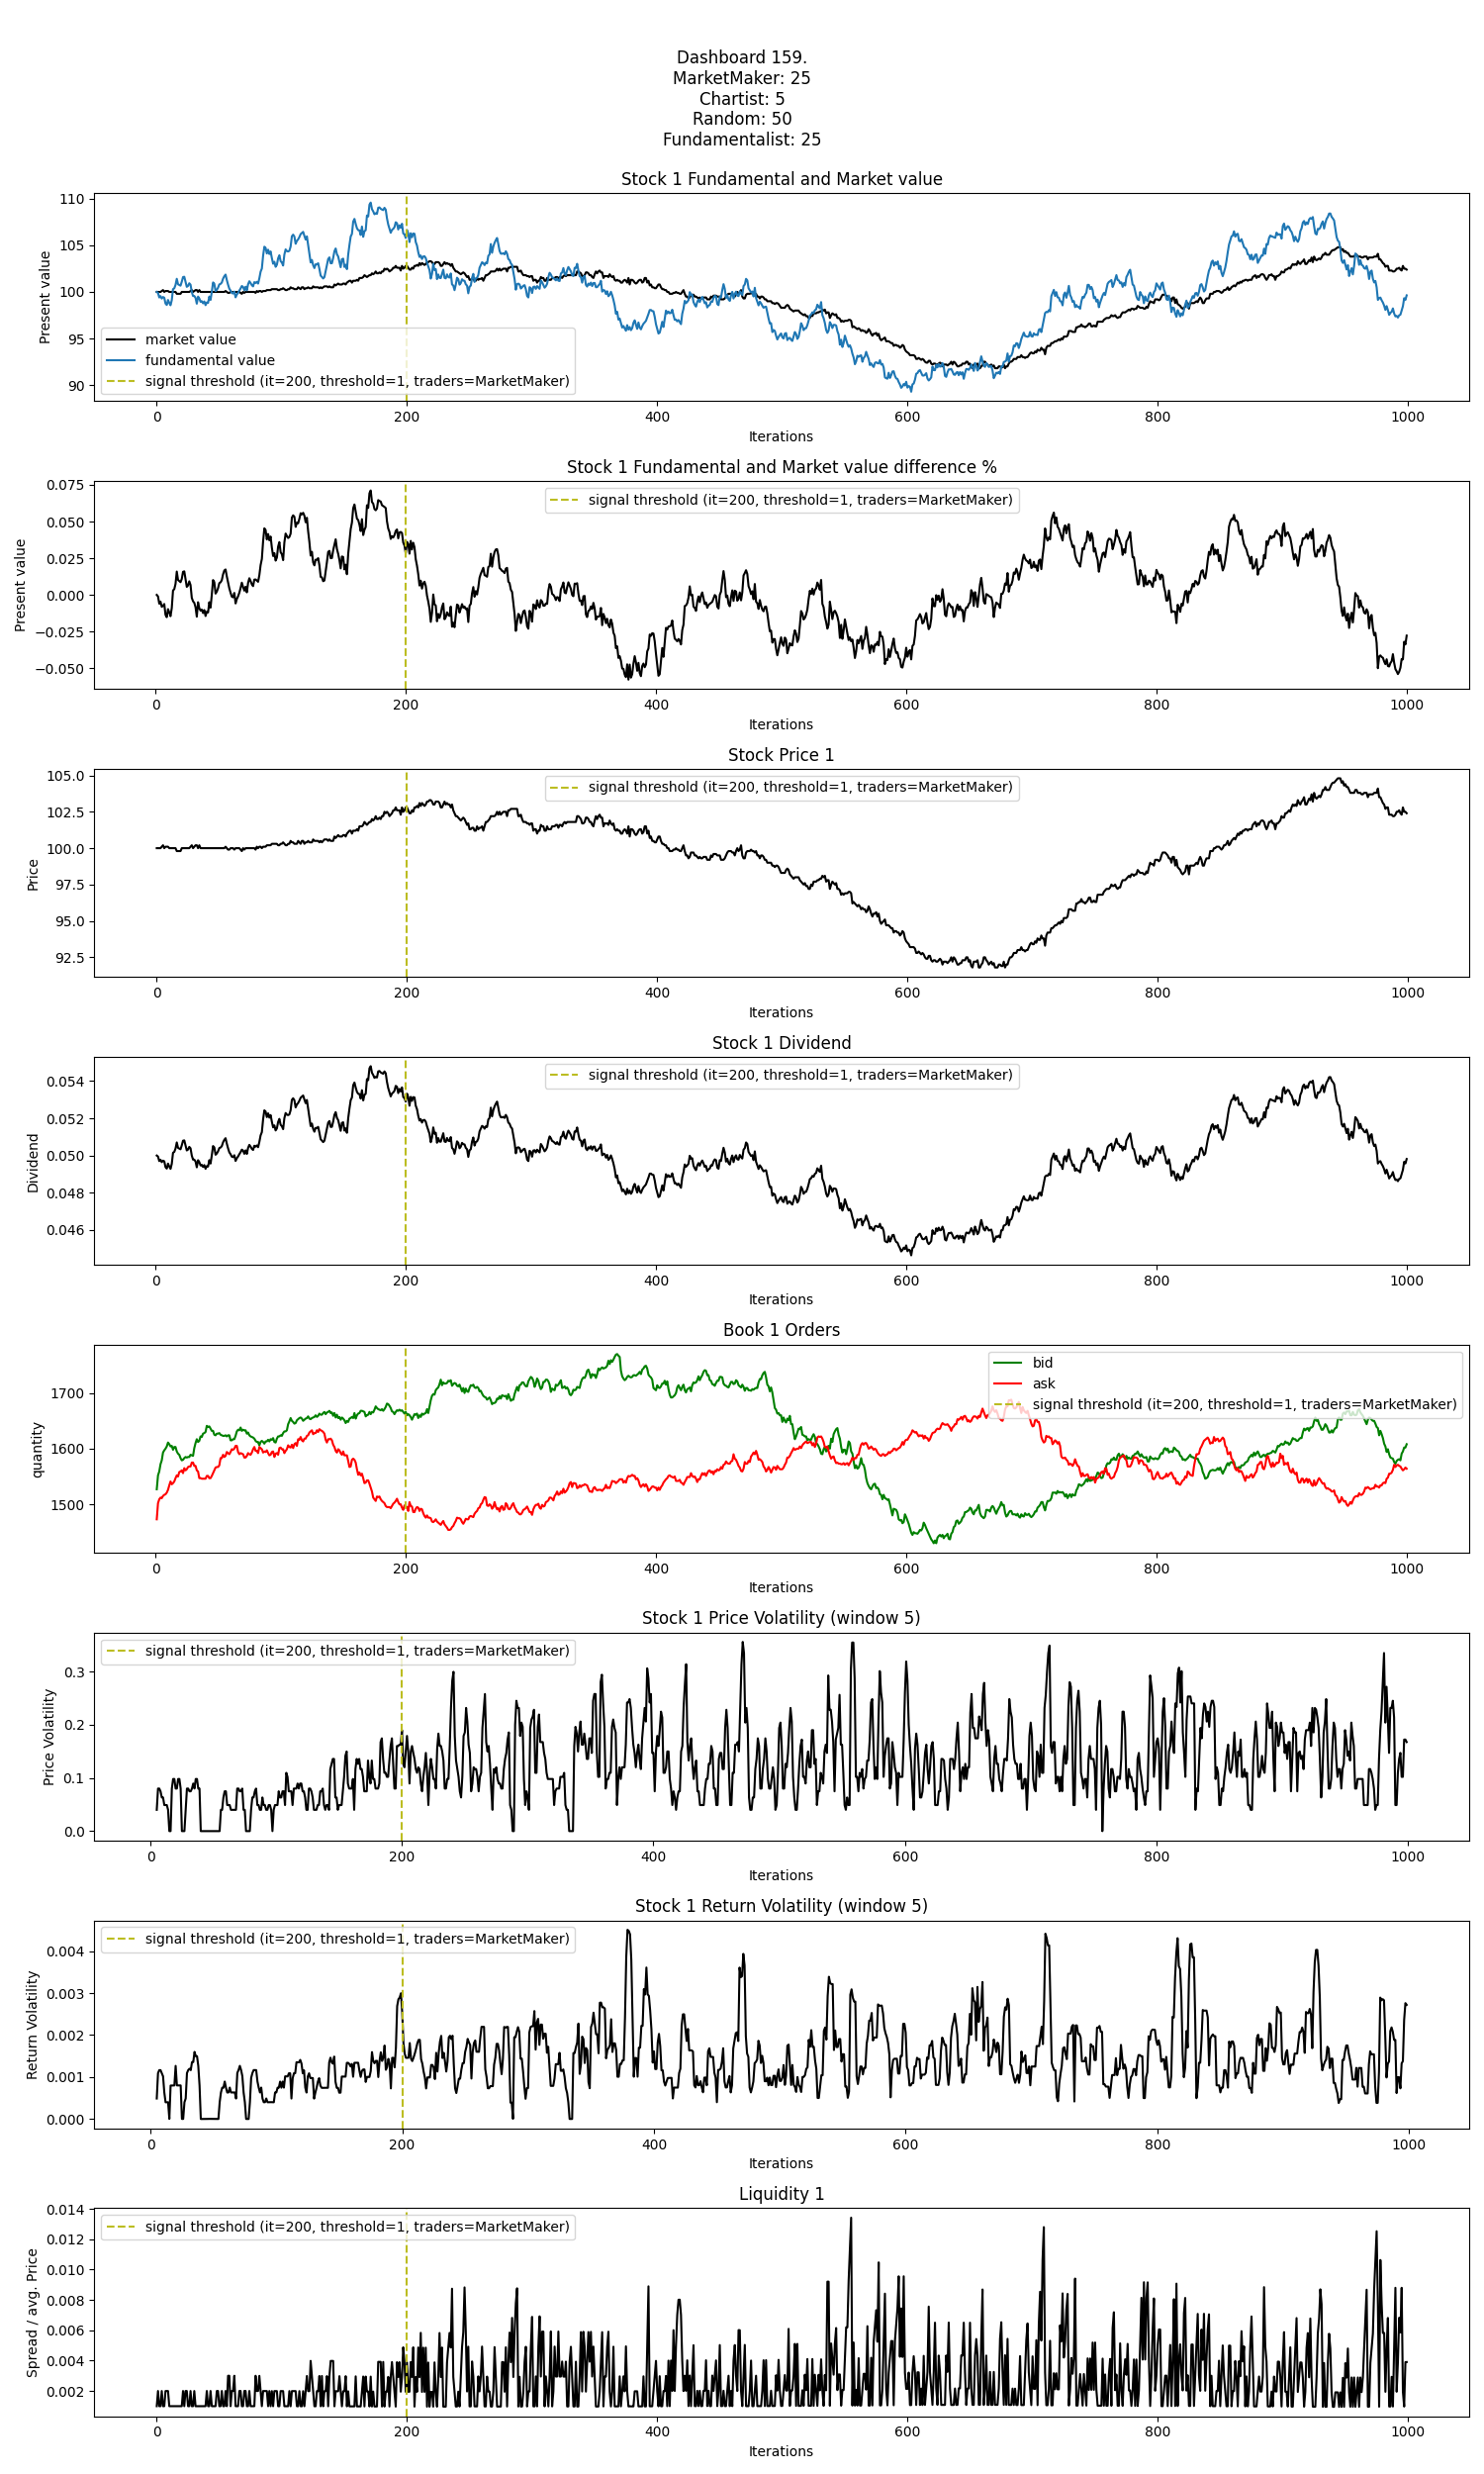 Dashboard 159.
MarketMaker: 25
Chartist: 5
Random: 50
Fundamentalist: 25
Stock 1 Fundamental and Market value
110
105
100
95
90
Present value
market value
fundamental value
signal threshold (it=200, threshold=1, traders=MarketMaker)
0 200 400 600 800 1000
Iterations
Stock 1 Fundamental and Market value difference %
0.075
0.050
0.025
0.000
−0.025
−0.050
Present value
signal threshold (it=200, threshold=1, traders=MarketMaker)
0 200 400 600 800 1000
Iterations
Stock Price 1
105.0
102.5
100.0
97.5
95.0
92.5
Price
signal threshold (it=200, threshold=1, traders=MarketMaker)
0 200 400 600 800 1000
Iterations
Stock 1 Dividend
0.054
0.052
0.050
0.048
0.046
Dividend
signal threshold (it=200, threshold=1, traders=MarketMaker)
0 200 400 600 800 1000
Iterations
Book 1 Orders
1700
1600
1500
quantity
bid
ask
signal threshold (it=200, threshold=1, traders=MarketMaker)
0 200 400 600 800 1000
Iterations
Stock 1 Price Volatility (window 5)
0.3
0.2
0.1
0.0
Price Volatility
signal threshold (it=200, threshold=1, traders=MarketMaker)
0 200 400 600 800 1000
Iterations
Stock 1 Return Volatility (window 5)
0.004
0.003
0.002
0.001
0.000
Return Volatility
signal threshold (it=200, threshold=1, traders=MarketMaker)
0 200 400 600 800 1000
Iterations
Liquidity 1
0.014
0.012
0.010
0.008
0.006
0.004
0.002
Spread / avg. Price
signal threshold (it=200, threshold=1, traders=MarketMaker)
0 200 400 600 800 1000
Iterations